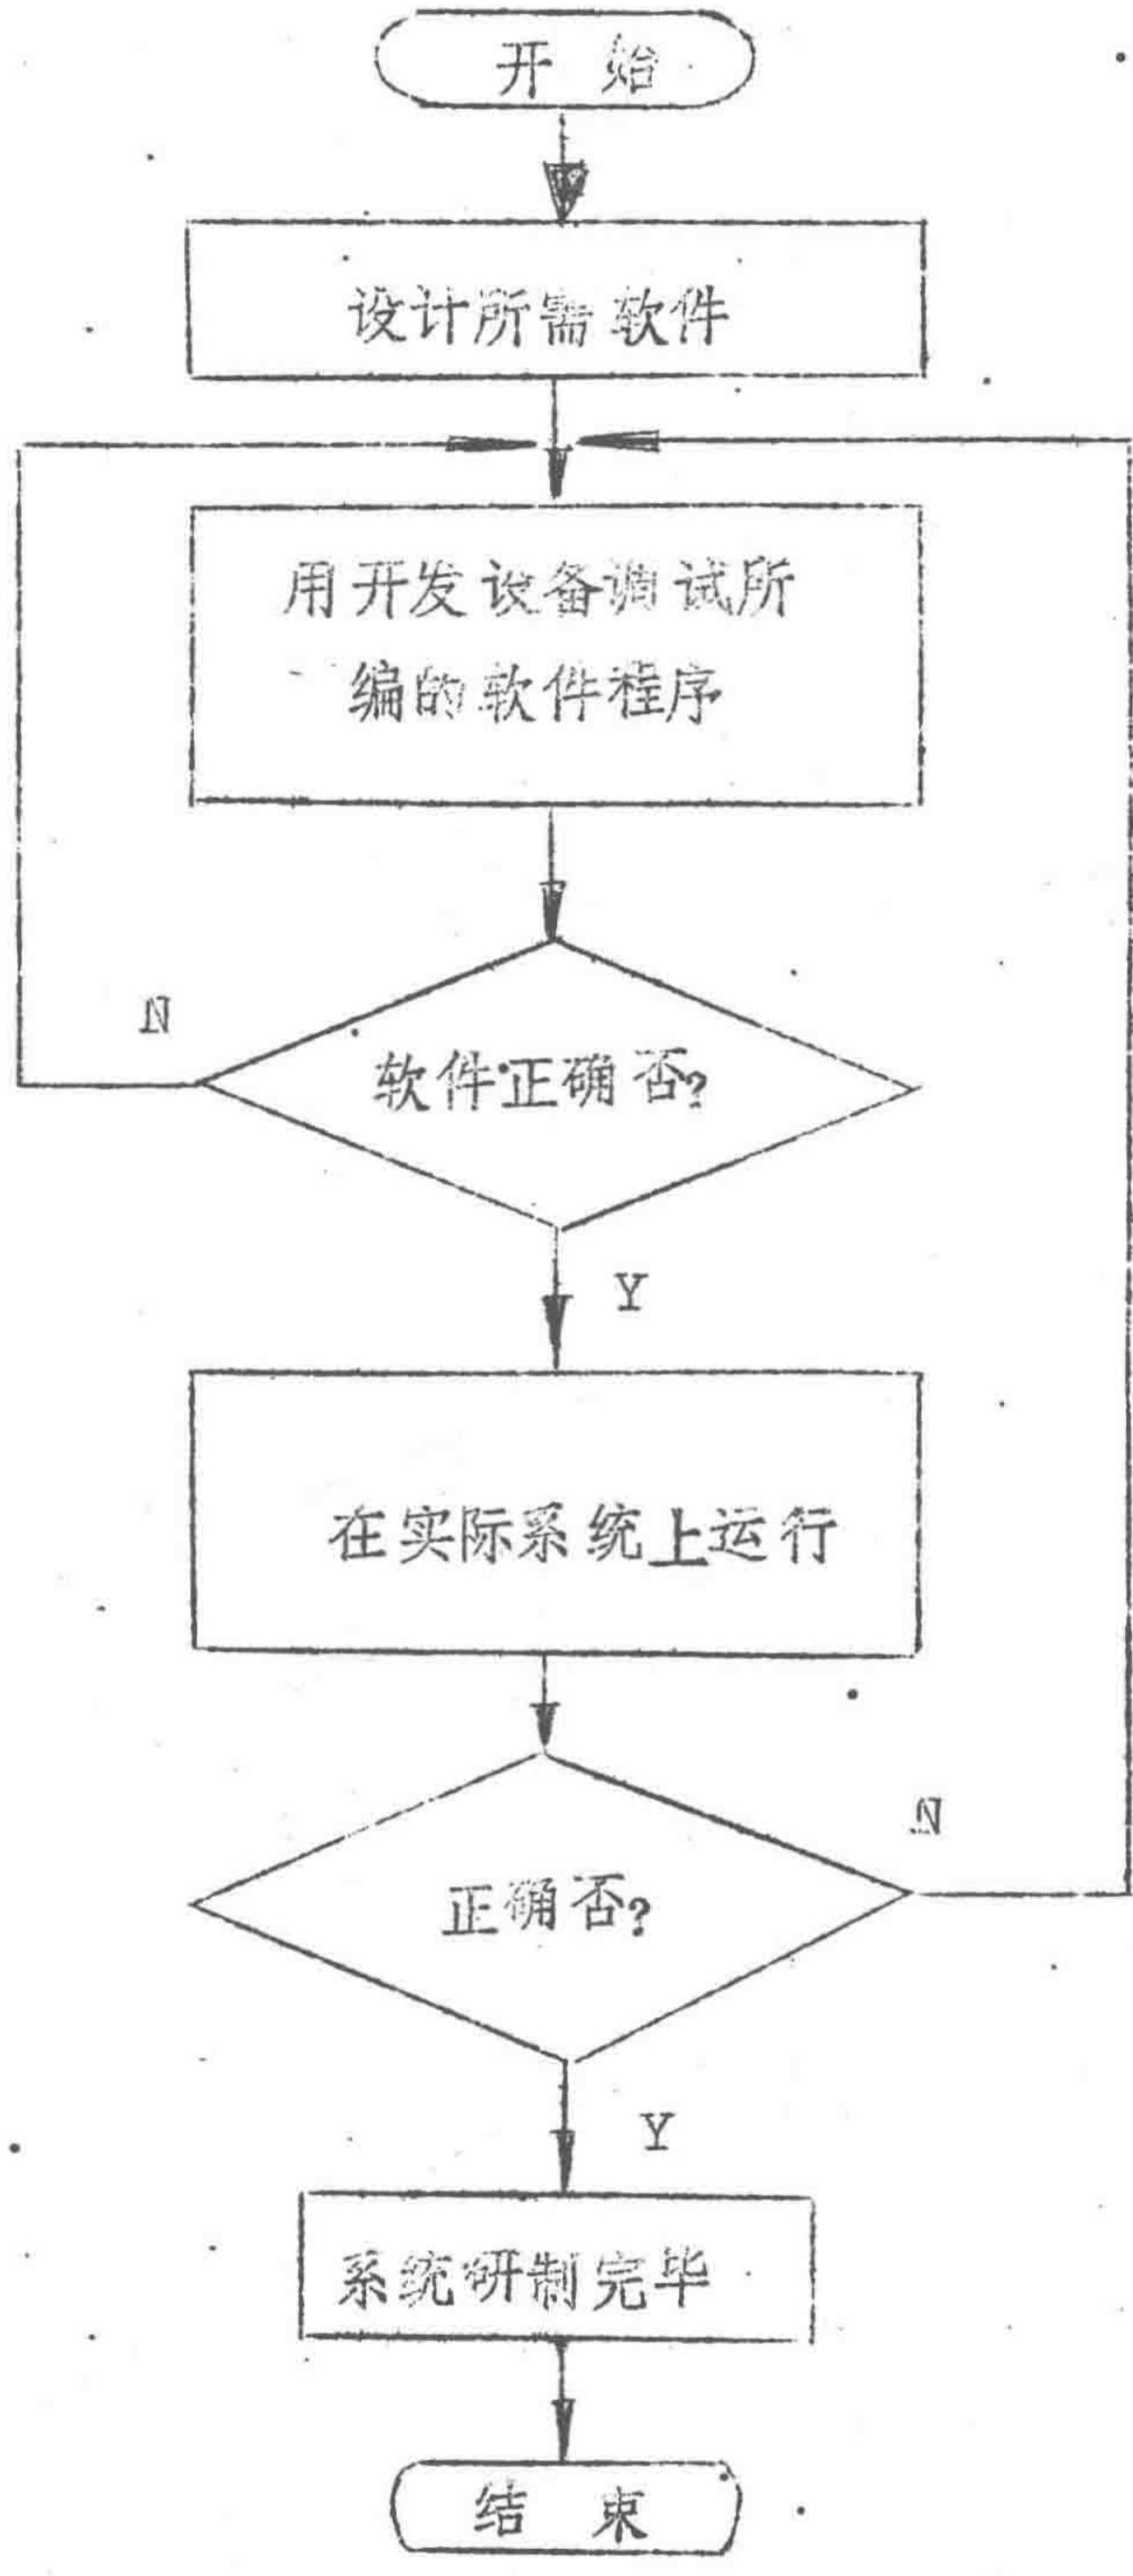 开 始
设计所需软件
用开发设备调试所
编的软件程序
N
软件正确否?
Y
在实际系统上运行
N
正确否?
Y
系统研制完毕
结 束